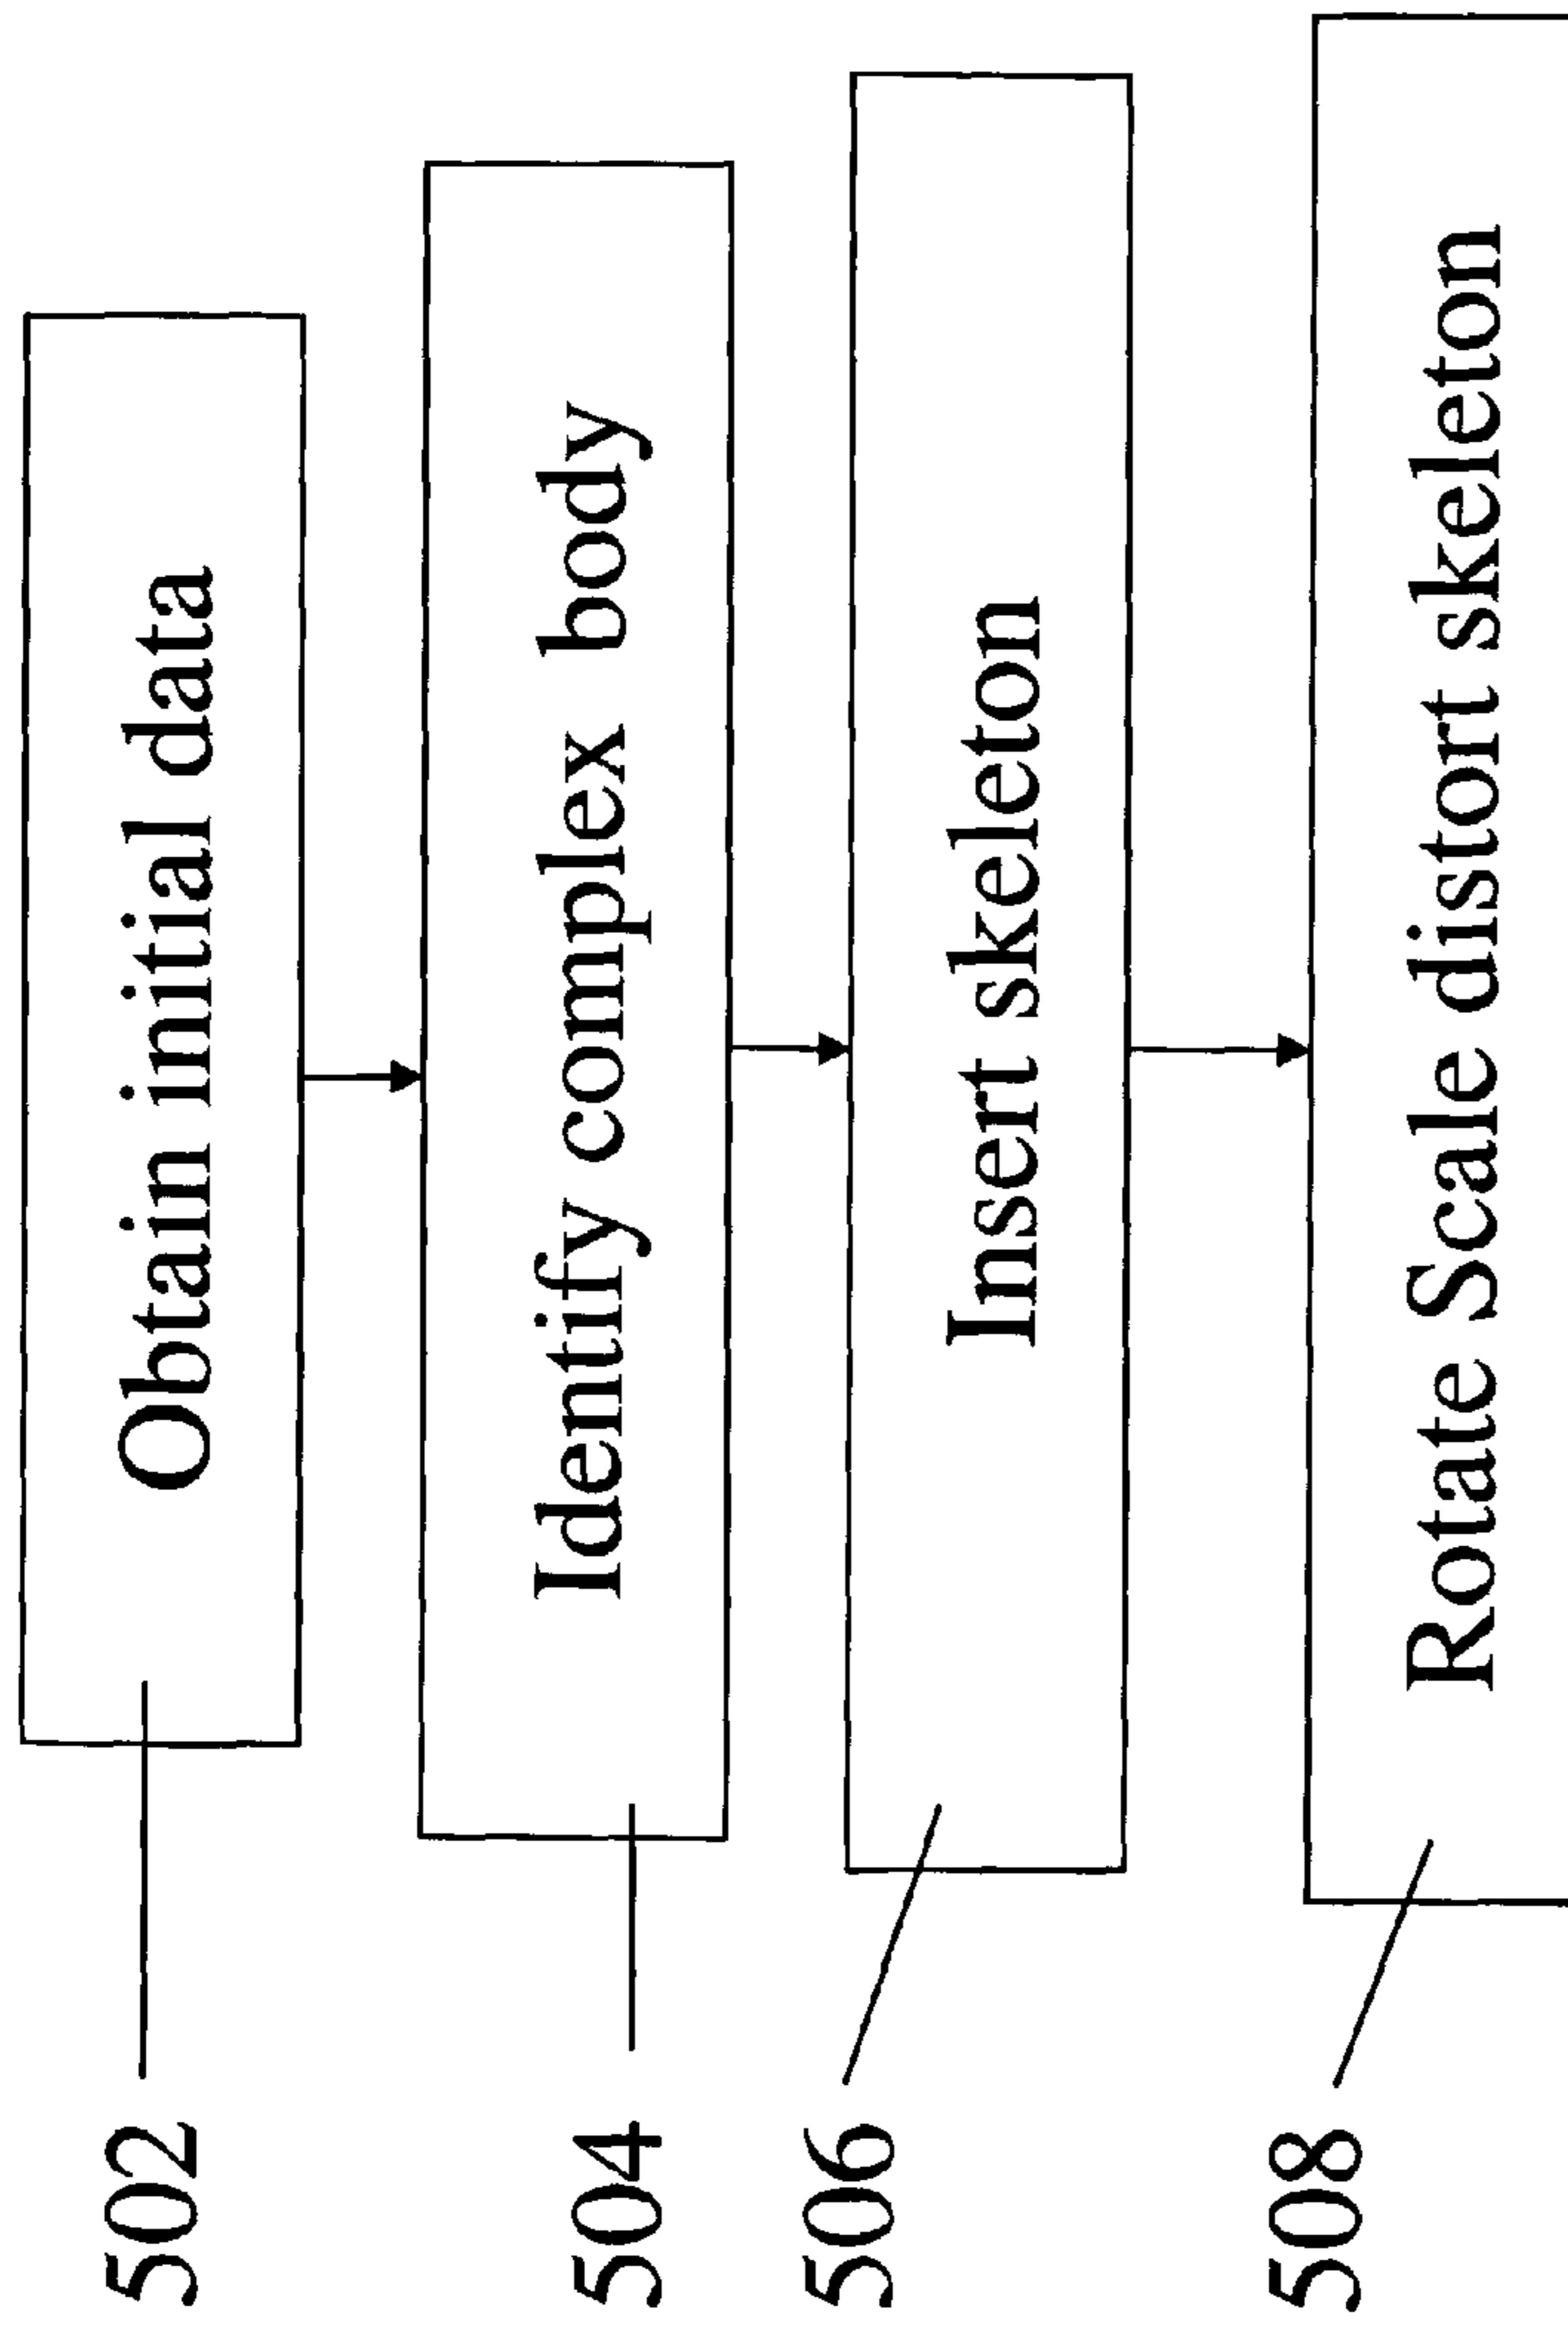 502
Obtain initial data
504
Identify complex body
506
Insert skeleton
508
Rotate Scale distort skeleton